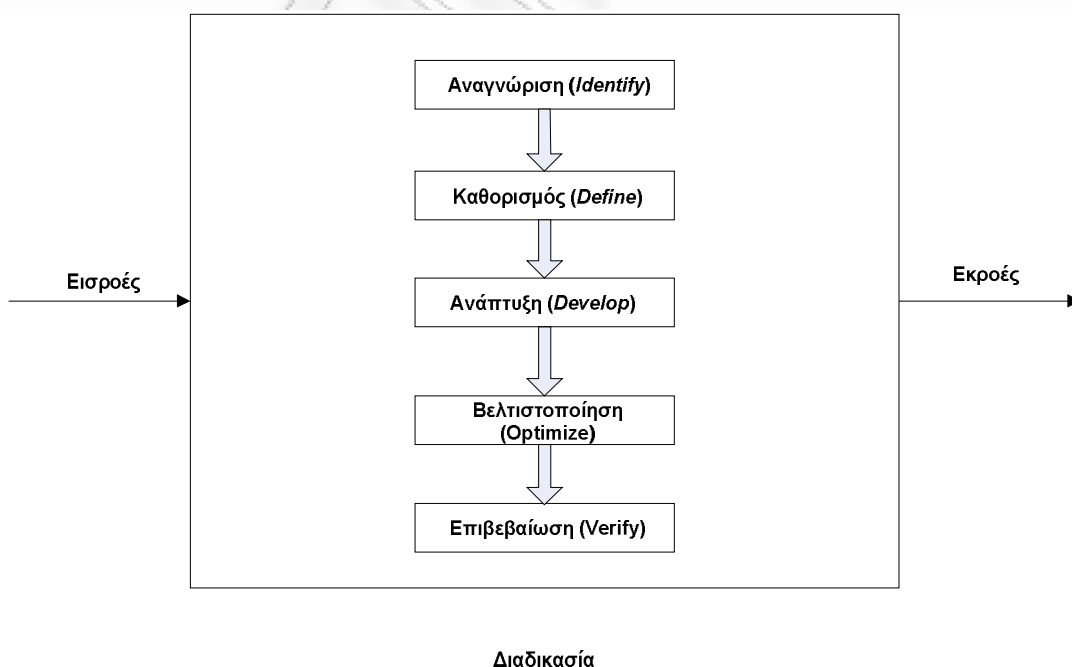 Αναγνώριση (Identify)
Καθορισμός (Define)
Εισροές
Εκροές
Ανάπτυξη (Develop)
Βελτιστοποίηση
(Optimize)
Επιβεβαίωση (Verify)
Διαδικασία